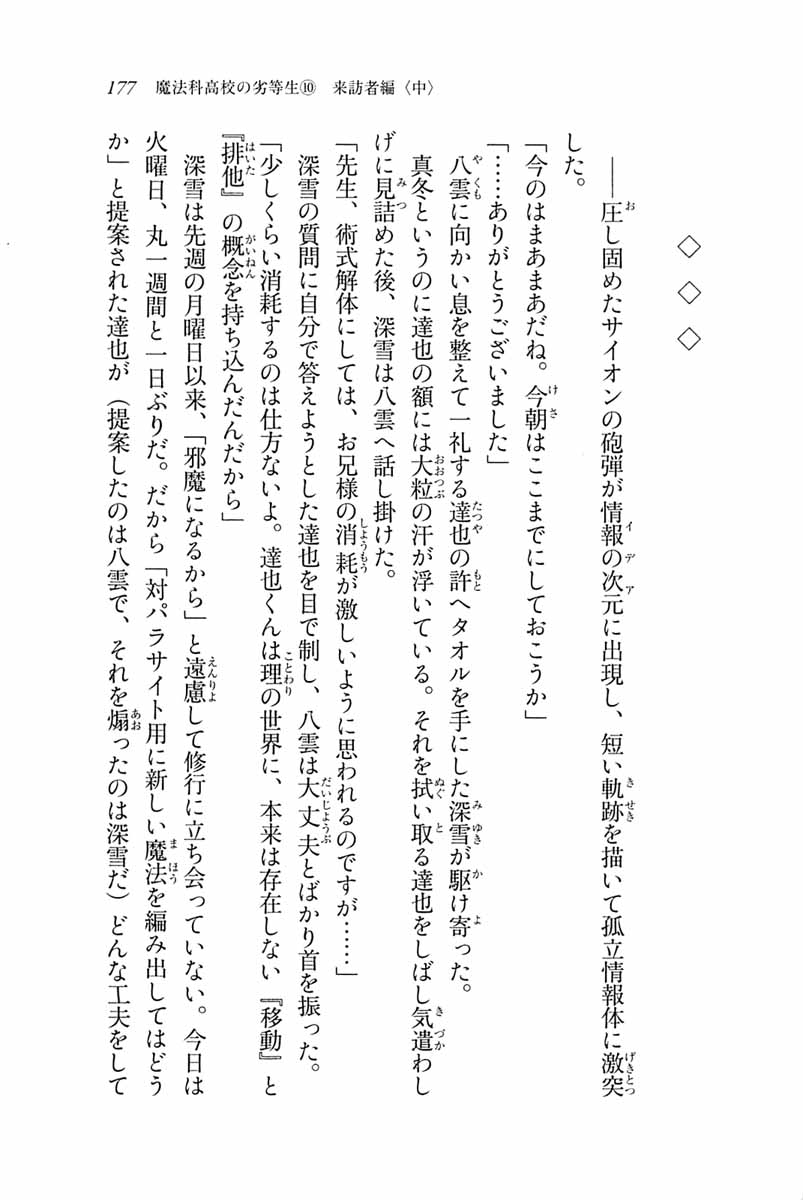 177　魔法科高校の劣等生⑩　来訪者編〈中〉
◇　◇　◇
――圧し固めたサイオンの砲弾が情報の次元に出現し、短い軌跡を描いて孤立情報体に激突
した。
「今のはまあまあだね。今朝はここまでにしておこうか」
「……ありがとうございました」
八雲に向かい息を整えて一礼する達也の許へタオルを手にした深雪が駆け寄った。
真冬というのに達也の額には大粒の汗が浮いている。それを拭い取る達也をしばし気遣わし
げに見詰めた後、深雪は八雲へ話し掛けた。
「先生、術式解体にしては、お兄様の消耗が激しいように思われるのですが……」
深雪の質問に自分で答えようとした達也を目で制し、八雲は大丈夫とばかり首を振った。
「少しくらい消耗するのは仕方ないよ。達也くんは理の世界に、本来は存在しない『移動』と
『排他』の概念を持ち込んだんだから」
深雪は先週の月曜日以来、「邪魔になるから」と遠慮して修行に立ち会っていない。今日は
火曜日、丸一週間と一日ぶりだ。だから「対パラサイト用に新しい魔法を編み出してはどう
か」と提案された達也が（提案したのは八雲で、それを煽ったのは深雪だ）どんな工夫をして